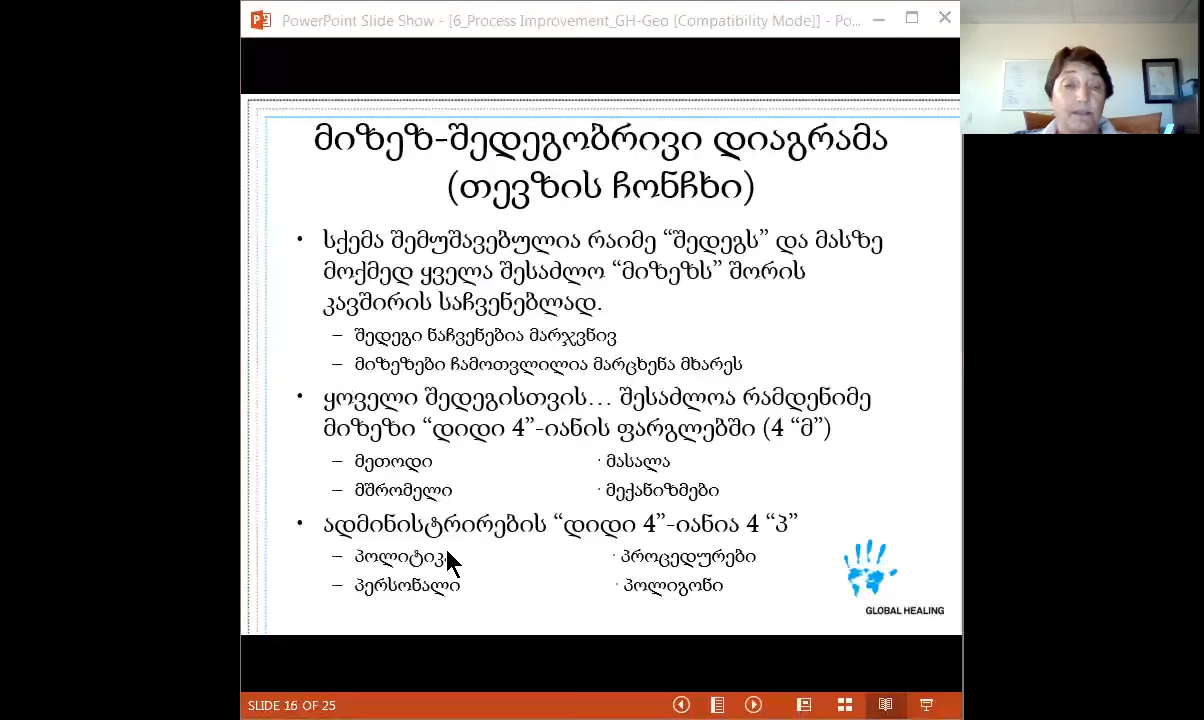 PowerPoint Slide Show - [6_Process Improvement_GH-Geo [Compatibility Mode]] - Po...
მიზეზ-შედეგობრივი დიაგრამა
(თევზის ჩონჩხი)
• სქემა შემუშავებულია რაიმე “შედეგს” და მასზე
მოქმედ ყველა შესაძლო “მიზეზს” შორის
კავშირის საჩვენებლად.
– შედეგი ნაჩვენებია მარჯვნივ
– მიზეზები ჩამოთვლილია მარცხენა მხარეს
• ყოველი შედეგისთვის... შესაძლოა რამდენიმე
მიზეზი “დიდი 4”-იანის ფარგლებში (4 “მ”)
– მეთოდი · მასალა
– მშრომელი · მექანიზმები
• ადმინისტრირების “დიდი 4”-იანია 4 “პ”
– პოლიტიკა · პროცედურები
– პერსონალი · პოლიგონი
GLOBAL HEALING
SLIDE 16 OF 25